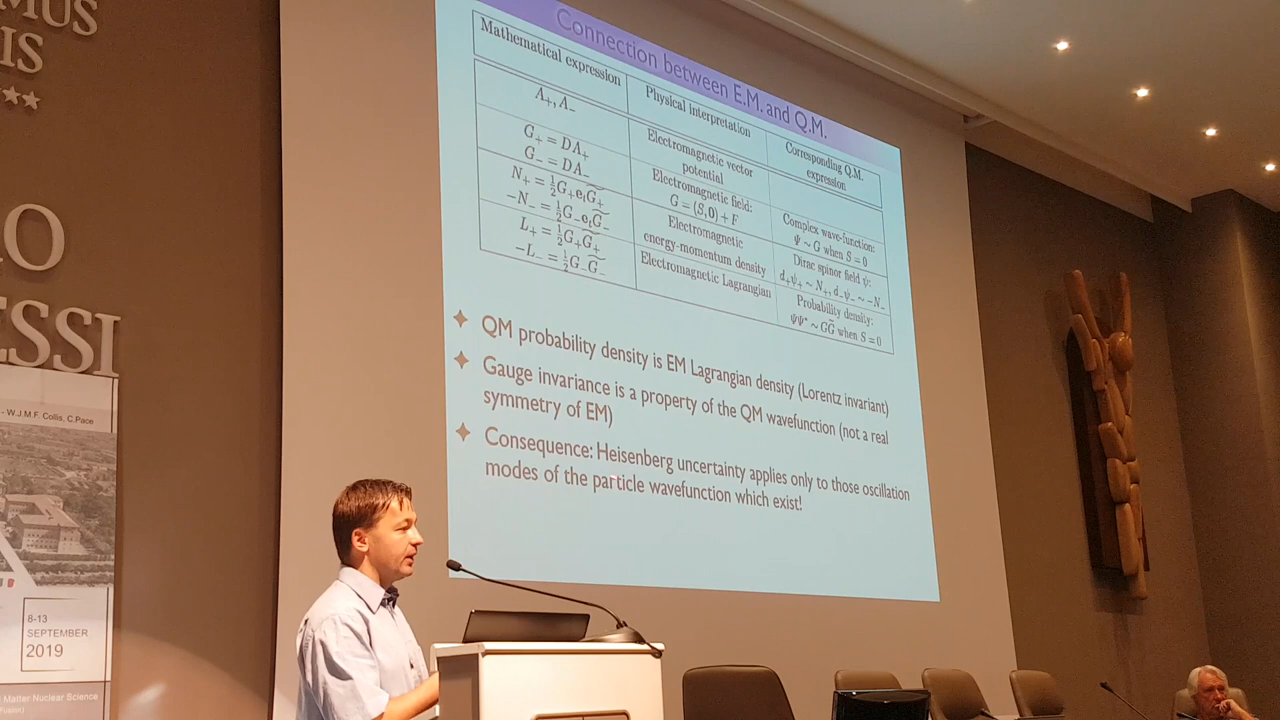 MUS
IS
O
ESSI
- W.J.M.F. Collis, C.Pace
8-13
SEPTEMBER
2019
Matter Nuclear Science
Fusion)
Connection between E.M. and Q.M.
Mathematical expression
Physical interpretation
Corresponding Q.M.
expression
A₊, A₋
Electromagnetic vector
potential
G₊ = DA₊
G₋ = DA₋
Electromagnetic field:
G = (S, 0) + F
Complex wave-function:
ψ ~ G when S = 0
N₊ = ½G₊eₜG̃₊
-N₋ = ½G₋eₜG̃₋
Electromagnetic
energy-momentum density
Dirac spinor field ψ:
d₊ψ₊ ~ N₊, d₋ψ₋ ~ -N₋
L₊ = ½G₊G̃₊
-L₋ = ½G₋G̃₋
Electromagnetic Lagrangian
Probability density:
ψψ* ~ GG̃ when S = 0
QM probability density is EM Lagrangian density (Lorentz invariant)
Gauge invariance is a property of the QM wavefunction (not a real
symmetry of EM)
Consequence: Heisenberg uncertainty applies only to those oscillation
modes of the particle wavefunction which exist!